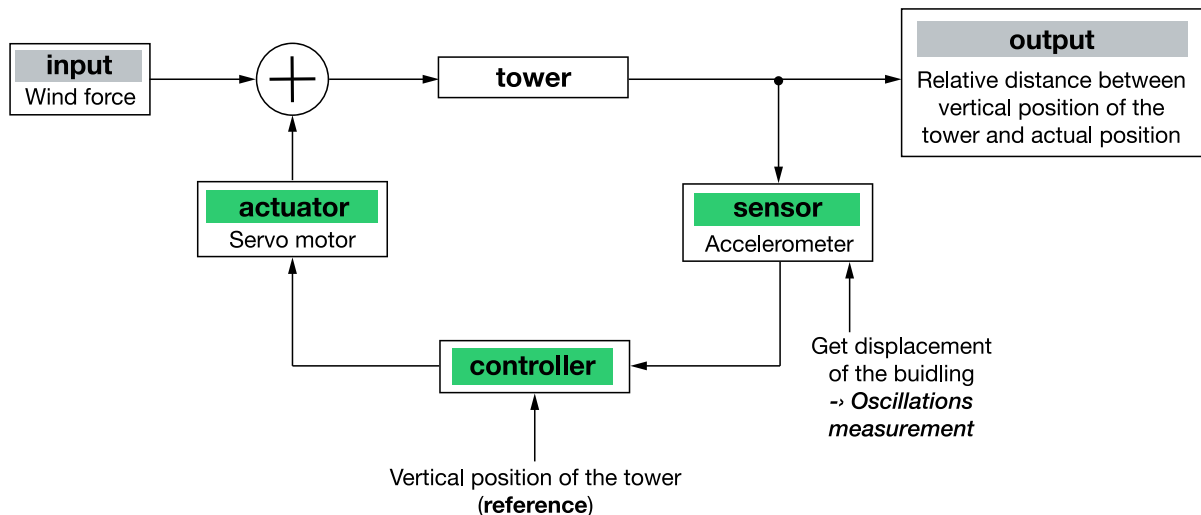 input
Wind force
tower
output
Relative distance between
vertical position of the
tower and actual position
actuator
Servo motor
sensor
Accelerometer
controller
Get displacement
of the buidling
-› Oscillations
measurement
Vertical position of the tower
(reference)